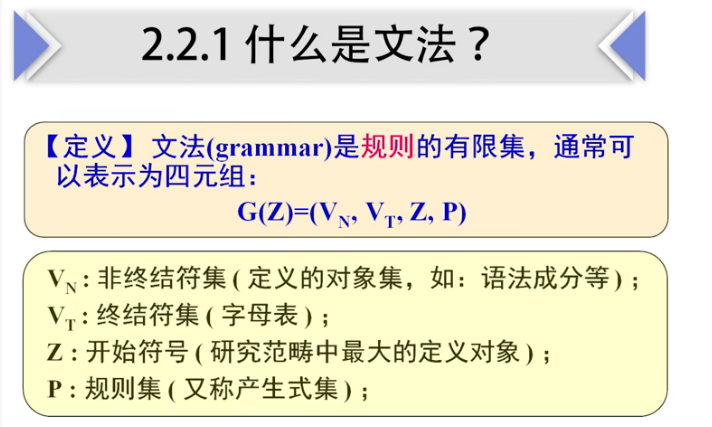 2.2.1 什么是文法？
【定义】 文法(grammar)是规则的有限集，通常可
以表示为四元组：
G(Z)=(V_N, V_T, Z, P)
V_N : 非终结符集 ( 定义的对象集，如：语法成分等 ) ；
V_T : 终结符集 ( 字母表 ) ；
Z : 开始符号 ( 研究范畴中最大的定义对象 ) ；
P : 规则集 ( 又称产生式集 ) ；